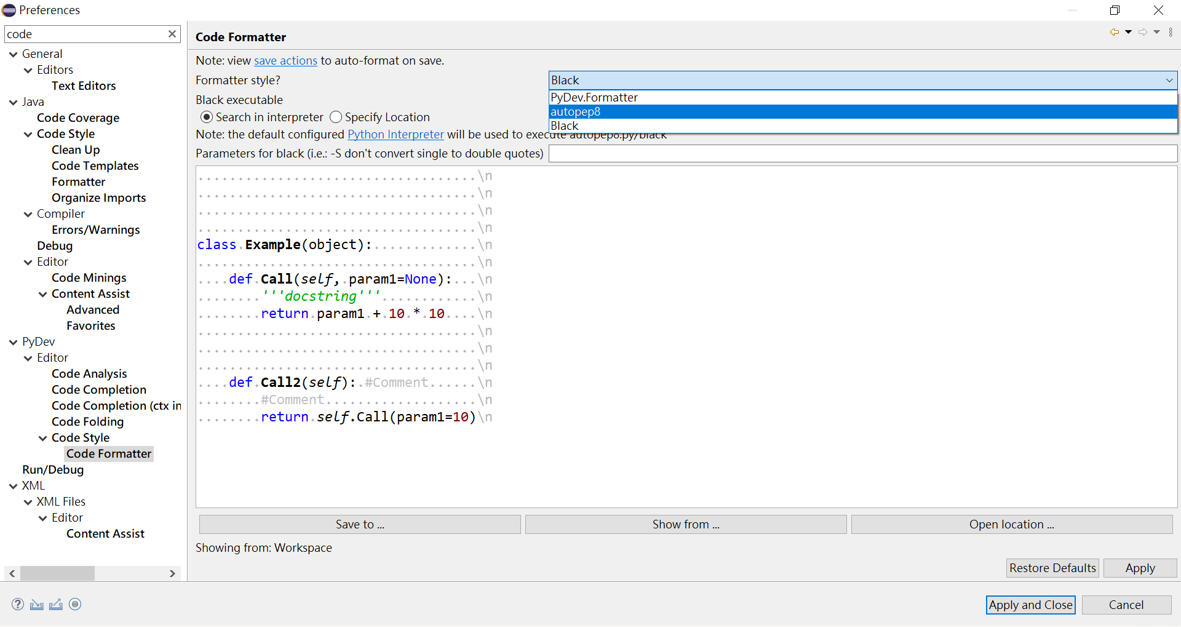 Preferences
code
General
Editors
Text Editors
Java
Code Coverage
Code Style
Clean Up
Code Templates
Formatter
Organize Imports
Compiler
Errors/Warnings
Debug
Editor
Code Minings
Content Assist
Advanced
Favorites
PyDev
Editor
Code Analysis
Code Completion
Code Completion (ctx in
Code Folding
Code Style
Code Formatter
Run/Debug
XML
XML Files
Editor
Content Assist
Code Formatter
Note: view save actions to auto-format on save.
Formatter style? Black
PyDev.Formatter
autopep8
Black
Black executable
Search in interpreter Specify Location
Note: the default configured Python Interpreter will be used to execute autopep8.py/black
Parameters for black (i.e.: -S don't convert single to double quotes)
...................................\n
...................................\n
...................................\n
...................................\n
class.Example(object):.............\n
...................................\n
....def.Call(self,.param1=None):...\n
........'''docstring'''............\n
........return.param1.+.10.*.10....\n
...................................\n
...................................\n
...................................\n
....def.Call2(self):.#Comment......\n
........#Comment...................\n
........return.self.Call(param1=10)\n
Save to ... Show from ... Open location ...
Showing from: Workspace
Restore Defaults Apply
? Apply and Close Cancel